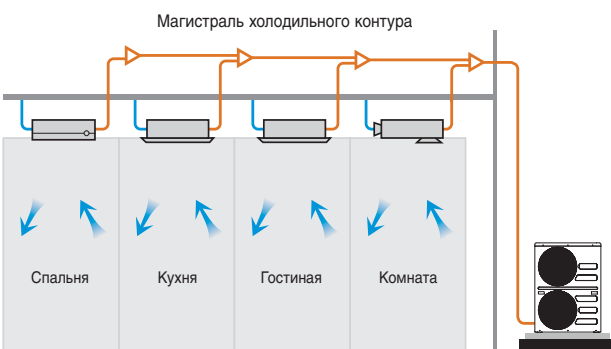 Магистраль холодильного контура
Спальня
Кухня
Гостиная
Комната